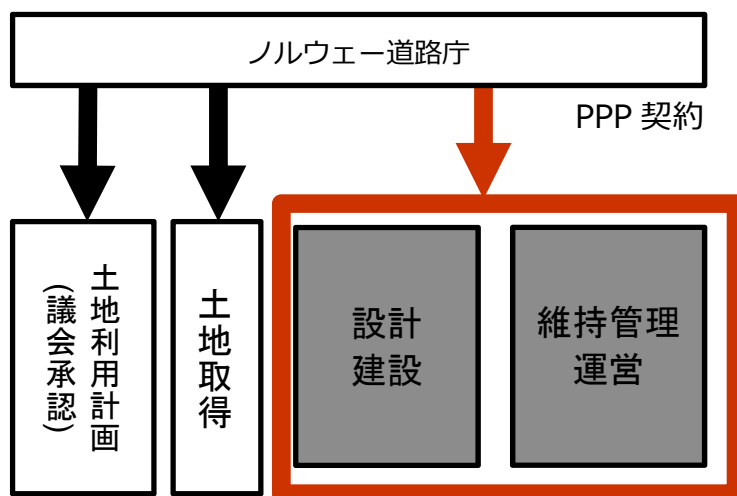 ノルウェー道路庁
PPP 契約
土地利用計画
(議会承認)
土地取得
設計
建設
維持管理
運営